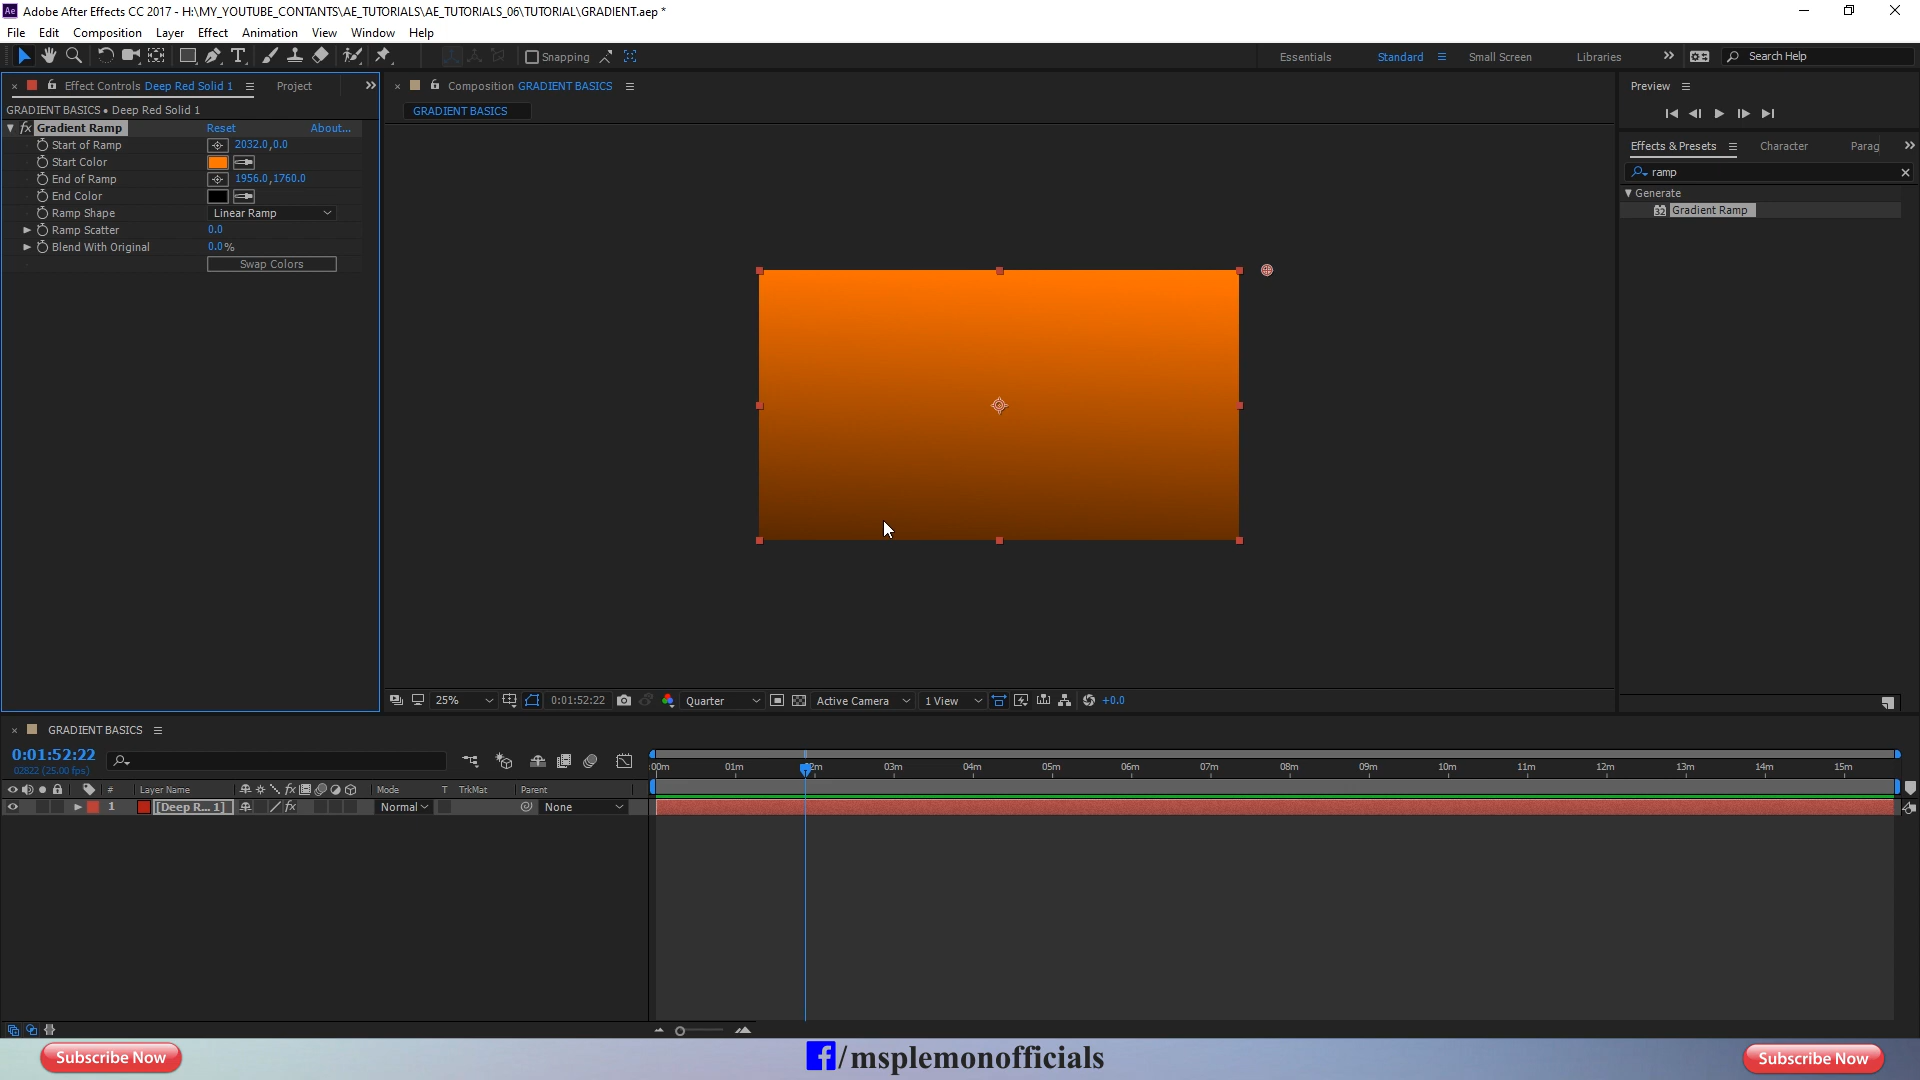 Ae Adobe After Effects CC 2017 - H:\MY_YOUTUBE_CONTANTS\AE_TUTORIALS\AE_TUTORIALS_06\TUTORIAL\GRADIENT.aep *
File Edit Composition Layer Effect Animation View Window Help
Snapping Essentials Standard Small Screen Libraries Search Help
Effect Controls Deep Red Solid 1 Project
Composition GRADIENT BASICS
Preview
GRADIENT BASICS • Deep Red Solid 1
GRADIENT BASICS
fx Gradient Ramp Reset About...
Start of Ramp 2032.0,0.0
Start Color
End of Ramp 1956.0,1760.0
End Color
Ramp Shape Linear Ramp
Ramp Scatter 0.0
Blend With Original 0.0%
Swap Colors
Effects & Presets Character Parag
ramp
Generate
32 Gradient Ramp
25% 0:01:52:22 Quarter Active Camera 1 View +0.0
GRADIENT BASICS
0:01:52:22
02822 (25.00 fps)
:00m 01m 02m 03m 04m 05m 06m 07m 08m 09m 10m 11m 12m 13m 14m 15m
# Layer Name fx Mode T TrkMat Parent
1 [Deep R... 1] fx Normal None
Subscribe Now f/msplemonofficials Subscribe Now